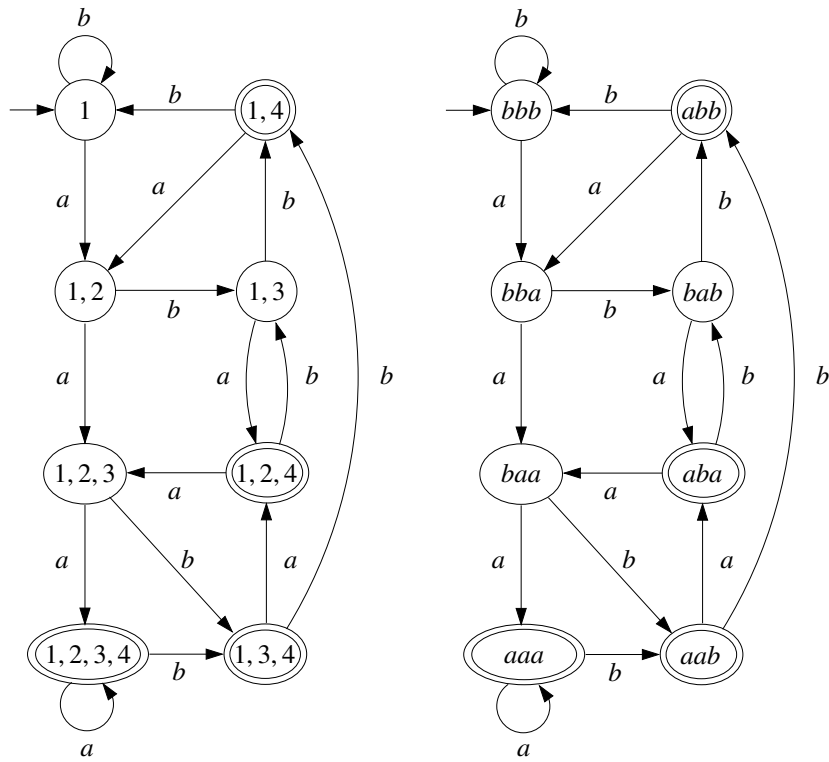 b b
1 1, 4 b bbb abb b
a a b a a b
1, 2 b 1, 3 bba b bab
a a b b a a b b
1, 2, 3 a 1, 2, 4 baa a aba
a b a a b a
1, 2, 3, 4 b 1, 3, 4 aaa b aab
a a